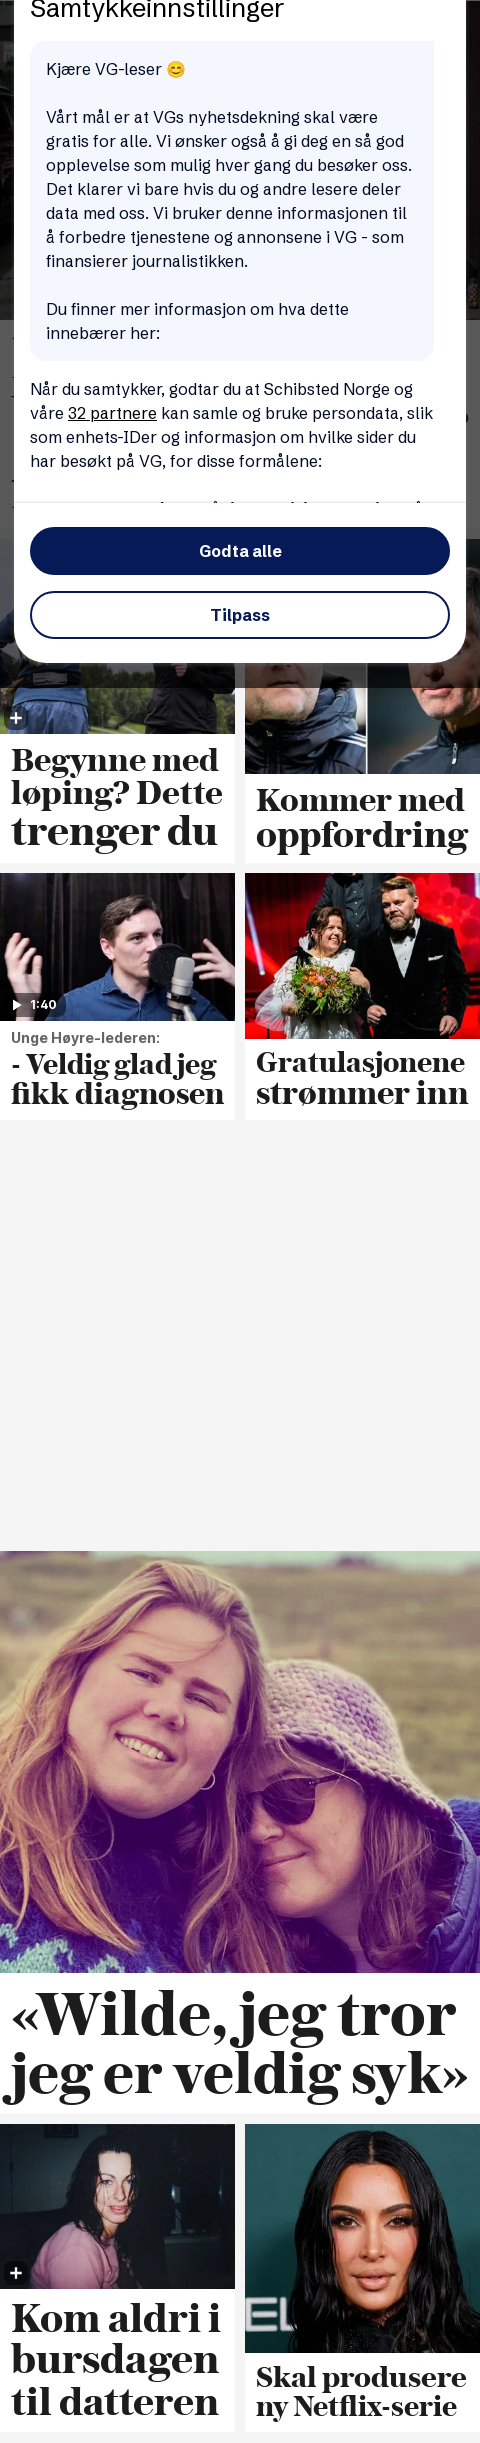 Samtykkeinnstillinger
Kjære VG-leser 😊
Vårt mål er at VGs nyhetsdekning skal være
gratis for alle. Vi ønsker også å gi deg en så god
opplevelse som mulig hver gang du besøker oss.
Det klarer vi bare hvis du og andre lesere deler
data med oss. Vi bruker denne informasjonen til
å forbedre tjenestene og annonsene i VG - som
finansierer journalistikken.
Du finner mer informasjon om hva dette
innebærer her:
Når du samtykker, godtar du at Schibsted Norge og
våre 32 partnere kan samle og bruke persondata, slik
som enhets-IDer og informasjon om hvilke sider du
har besøkt på VG, for disse formålene:
Godta alle
Tilpass
Begynne med
løping? Dette
trenger du
Kommer med
oppfordring
1:40
Unge Høyre-lederen:
- Veldig glad jeg
fikk diagnosen
Gratulasjonene
strømmer inn
«Wilde, jeg tror
jeg er veldig syk»
Kom aldri i
bursdagen
til datteren
Skal produsere
ny Netflix-serie